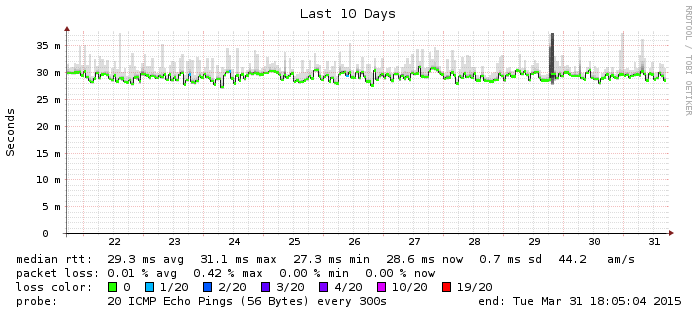 Last 10 Days
RRDTOOL / TOBI OETIKER
Seconds
35 m
30 m
25 m
20 m
15 m
10 m
5 m
0
22 23 24 25 26 27 28 29 30 31
median rtt: 29.3 ms avg 31.1 ms max 27.3 ms min 28.6 ms now 0.7 ms sd 44.2 am/s
packet loss: 0.01 % avg 0.42 % max 0.00 % min 0.00 % now
loss color: 0 1/20 2/20 3/20 4/20 10/20 19/20
probe: 20 ICMP Echo Pings (56 Bytes) every 300s end: Tue Mar 31 18:05:04 2015